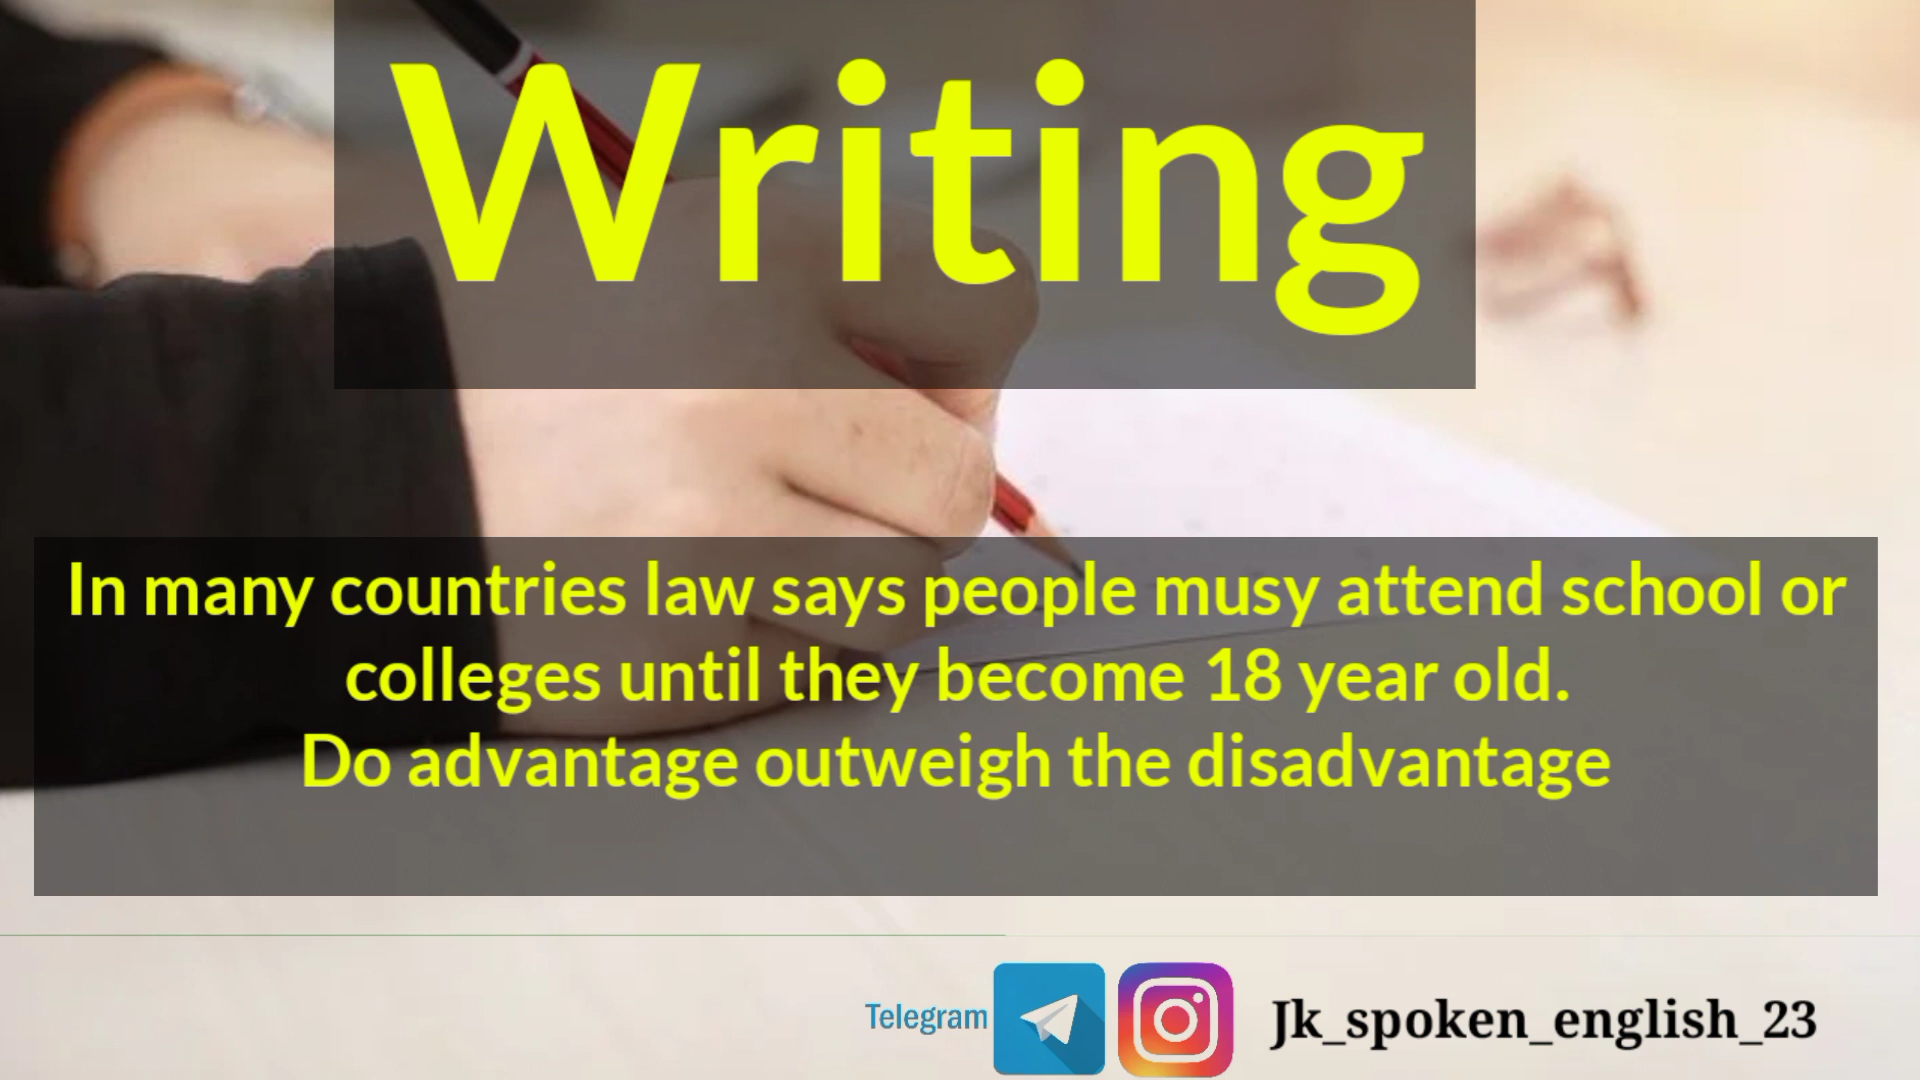 Writing
In many countries law says people musy attend school or
colleges until they become 18 year old.
Do advantage outweigh the disadvantage
Telegram
Jk_spoken_english_23